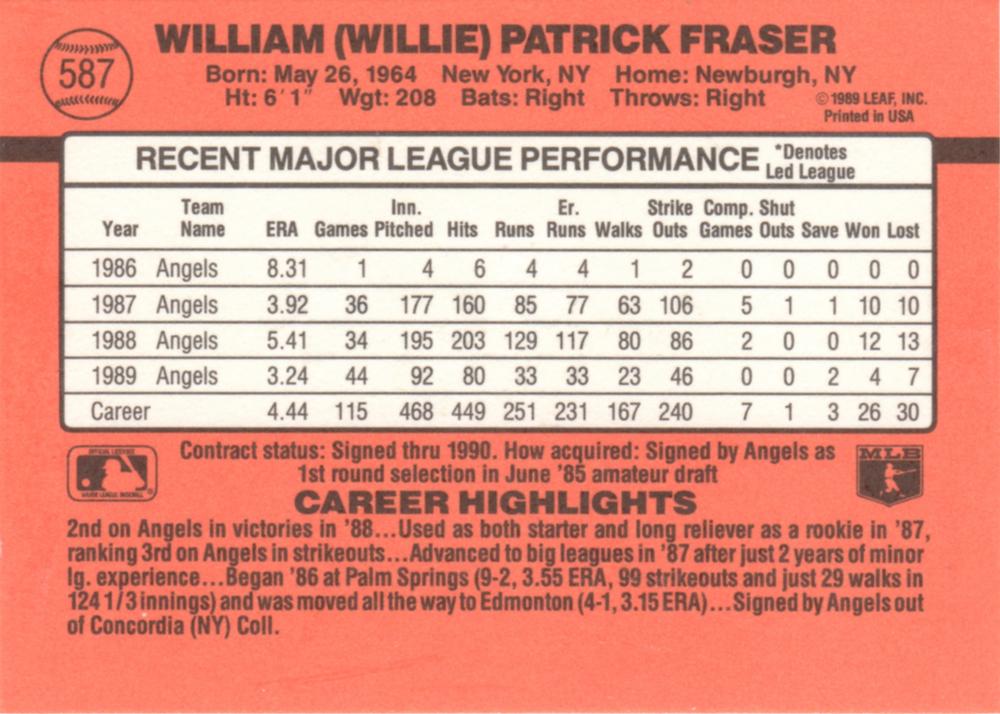 587
WILLIAM (WILLIE) PATRICK FRASER
Born: May 26, 1964 New York, NY Home: Newburgh, NY
Ht: 6' 1" Wgt: 208 Bats: Right Throws: Right
© 1989 LEAF, INC.
Printed in USA
RECENT MAJOR LEAGUE PERFORMANCE *Denotes
Led League
Team Inn. Er. Strike Comp. Shut
Year Name ERA Games Pitched Hits Runs Runs Walks Outs Games Outs Save Won Lost
1986 Angels 8.31 1 4 6 4 4 1 2 0 0 0 0 0
1987 Angels 3.92 36 177 160 85 77 63 106 5 1 1 10 10
1988 Angels 5.41 34 195 203 129 117 80 86 2 0 0 12 13
1989 Angels 3.24 44 92 80 33 33 23 46 0 0 2 4 7
Career 4.44 115 468 449 251 231 167 240 7 1 3 26 30
OFFICIAL LICENSEE
MAJOR LEAGUE BASEBALL
Contract status: Signed thru 1990. How acquired: Signed by Angels as
1st round selection in June '85 amateur draft
MLB
CAREER HIGHLIGHTS
2nd on Angels in victories in '88...Used as both starter and long reliever as a rookie in '87,
ranking 3rd on Angels in strikeouts...Advanced to big leagues in '87 after just 2 years of minor
lg. experience...Began '86 at Palm Springs (9-2, 3.55 ERA, 99 strikeouts and just 29 walks in
124 1/3 innings) and was moved all the way to Edmonton (4-1, 3.15 ERA)...Signed by Angels out
of Concordia (NY) Coll.